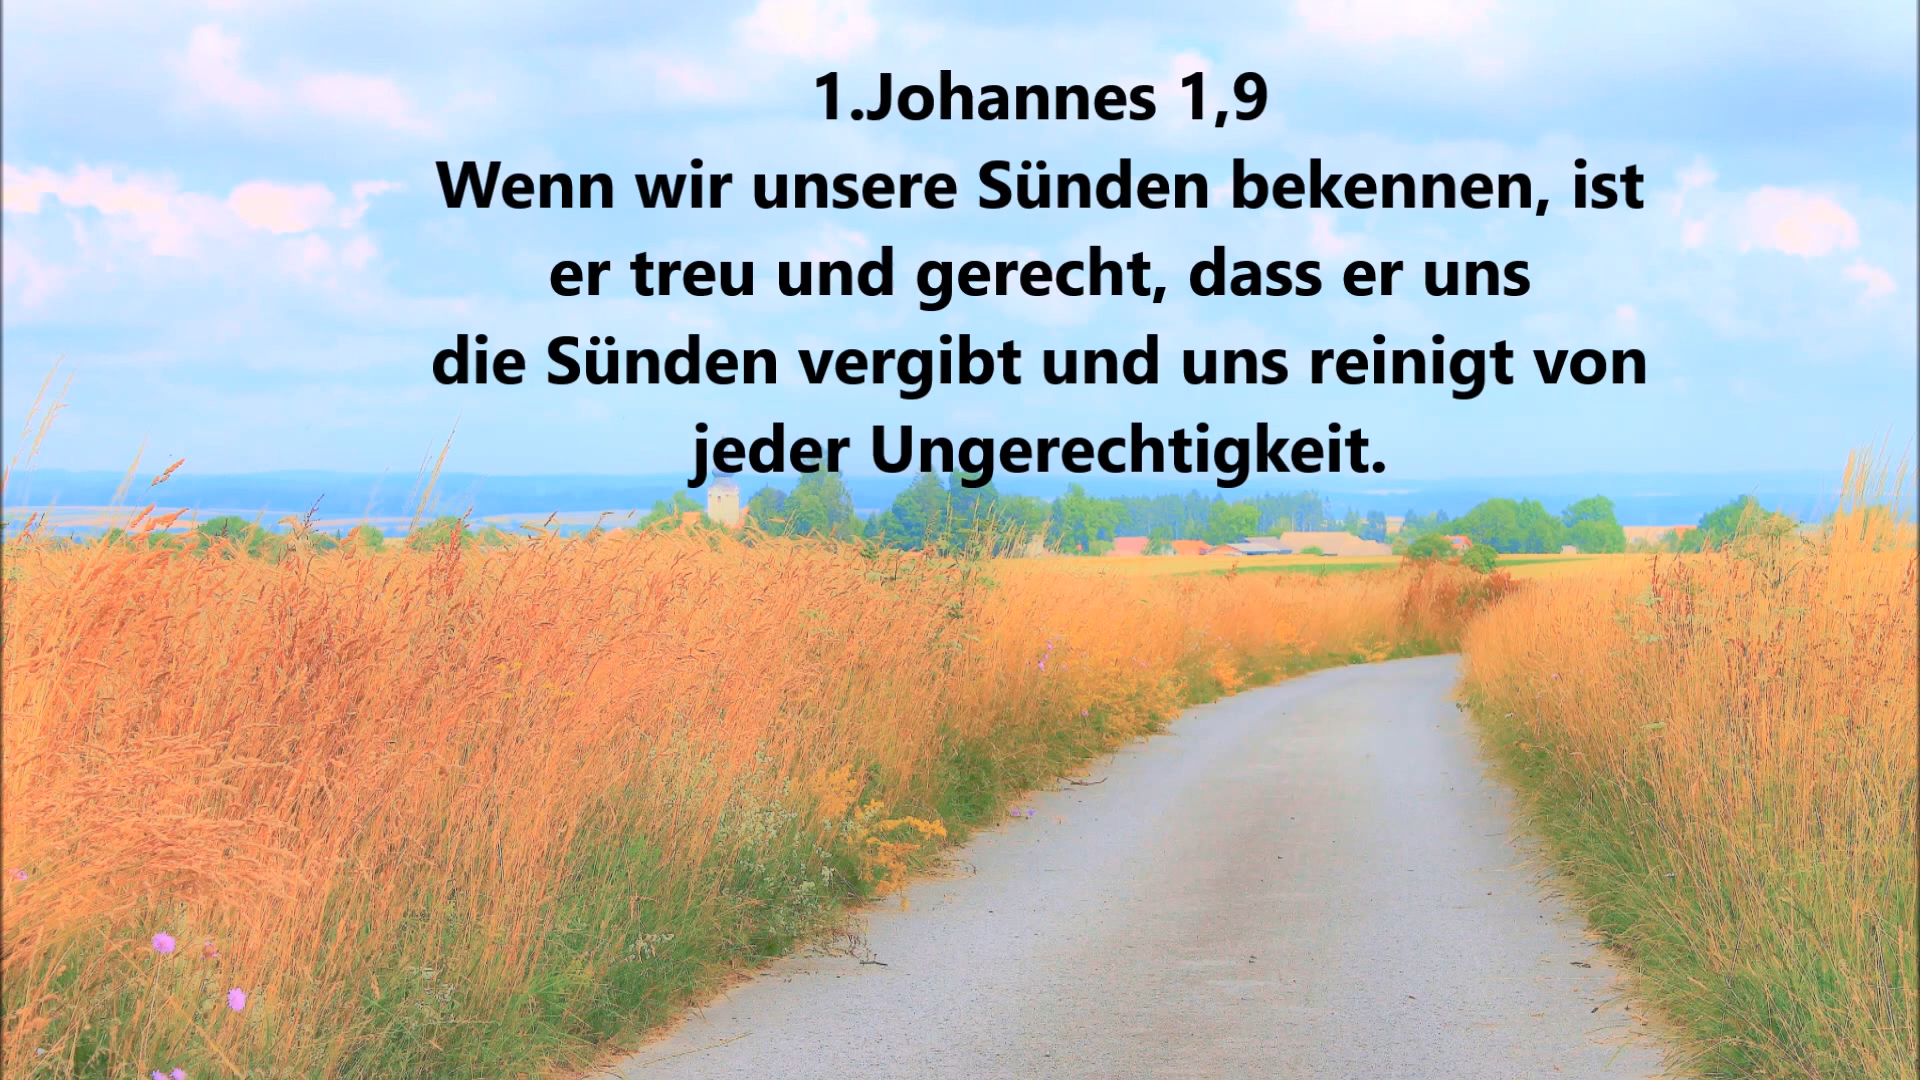 1.Johannes 1,9
Wenn wir unsere Sünden bekennen, ist
er treu und gerecht, dass er uns
die Sünden vergibt und uns reinigt von
jeder Ungerechtigkeit.